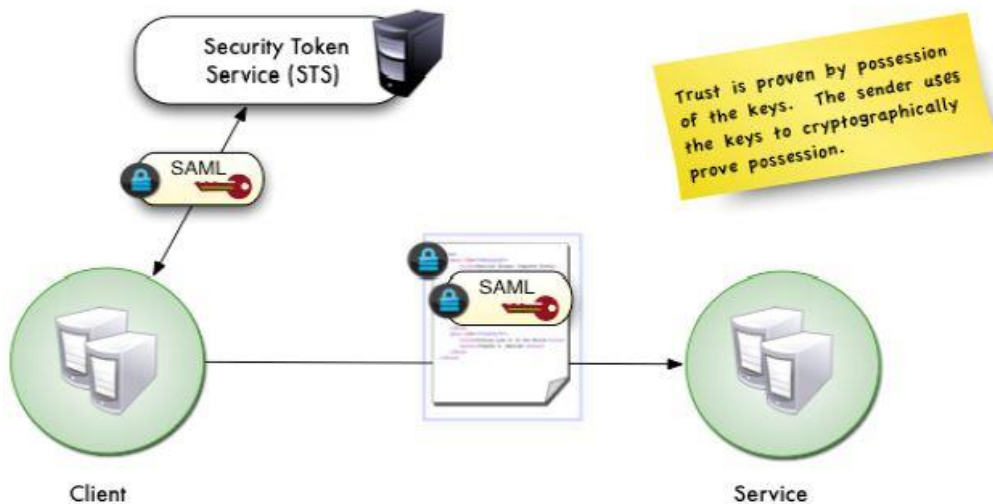 Security Token
Service (STS)
Trust is proven by possession
of the keys. The sender uses
the keys to cryptographically
prove possession.
SAML
SAML
Client
Service